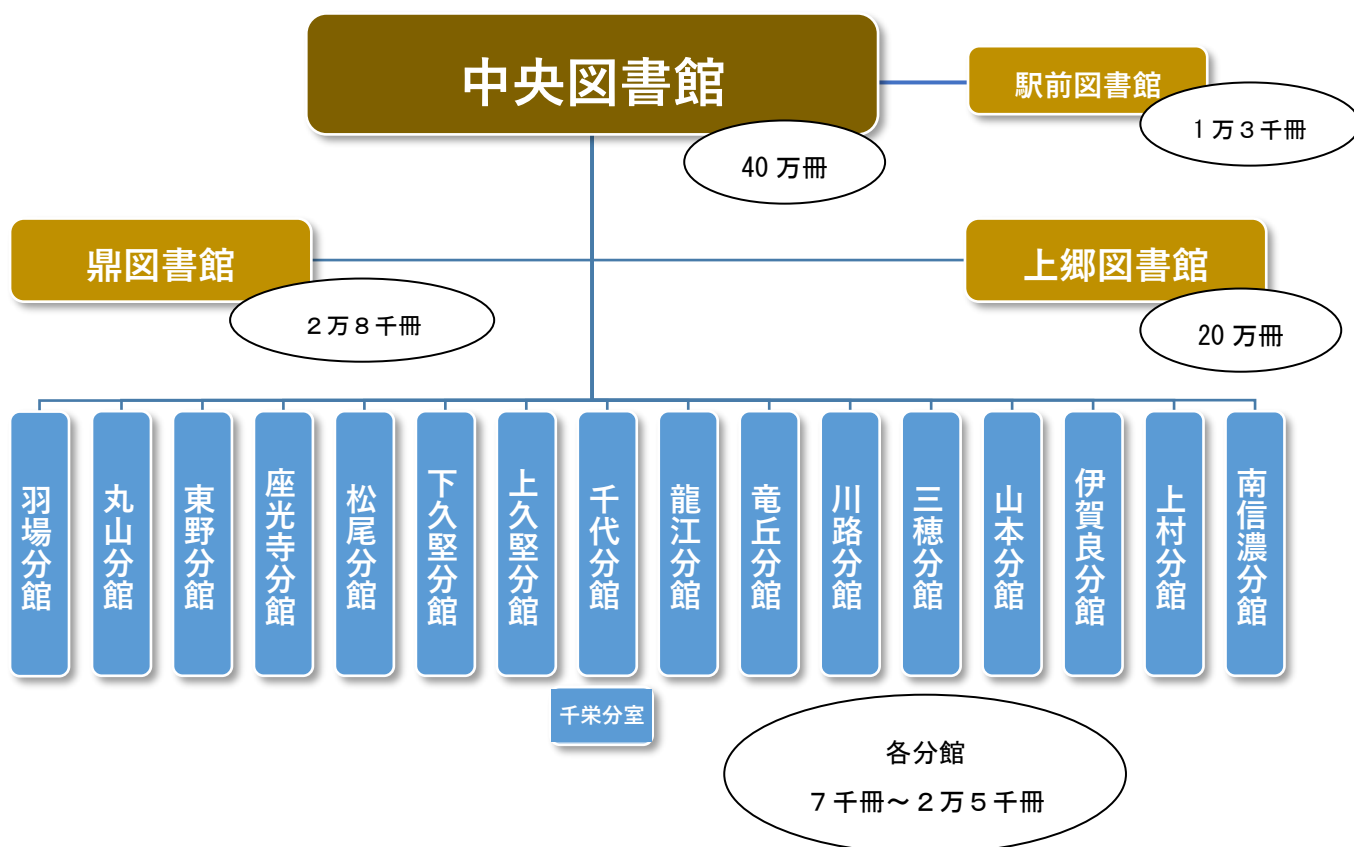 中央図書館
駅前図書館
1万3千冊
40万冊
鼎図書館
上郷図書館
2万8千冊
20万冊
羽場分館
丸山分館
東野分館
座光寺分館
松尾分館
下久堅分館
上久堅分館
千代分館
龍江分館
竜丘分館
川路分館
三穂分館
山本分館
伊賀良分館
上村分館
南信濃分館
千栄分室
各分館
7千冊～2万5千冊